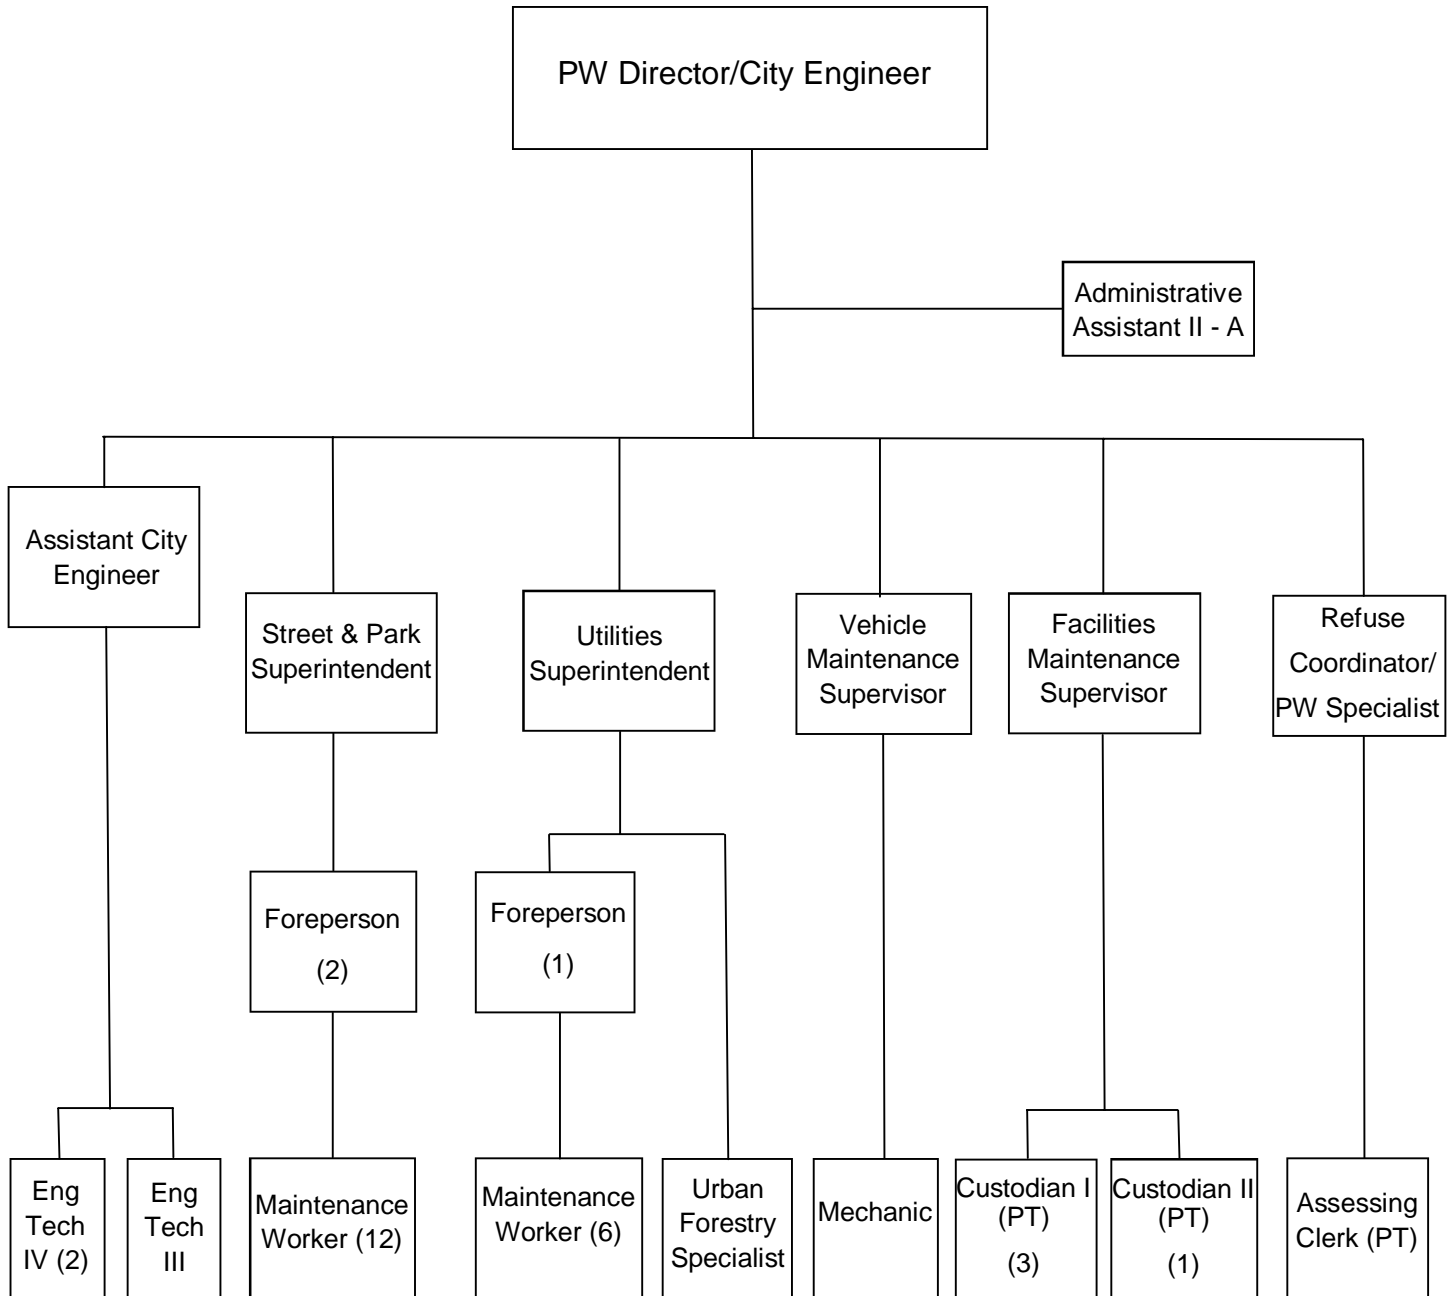 PW Director/City Engineer
Administrative
Assistant II - A
Assistant City
Engineer
Street & Park
Superintendent
Utilities
Superintendent
Vehicle
Maintenance
Supervisor
Facilities
Maintenance
Supervisor
Refuse
Coordinator/
PW Specialist
Foreperson
(2)
Foreperson
(1)
Eng
Tech
IV (2)
Eng
Tech
III
Maintenance
Worker (12)
Maintenance
Worker (6)
Urban
Forestry
Specialist
Mechanic
Custodian I
(PT)
(3)
Custodian II
(PT)
(1)
Assessing
Clerk (PT)